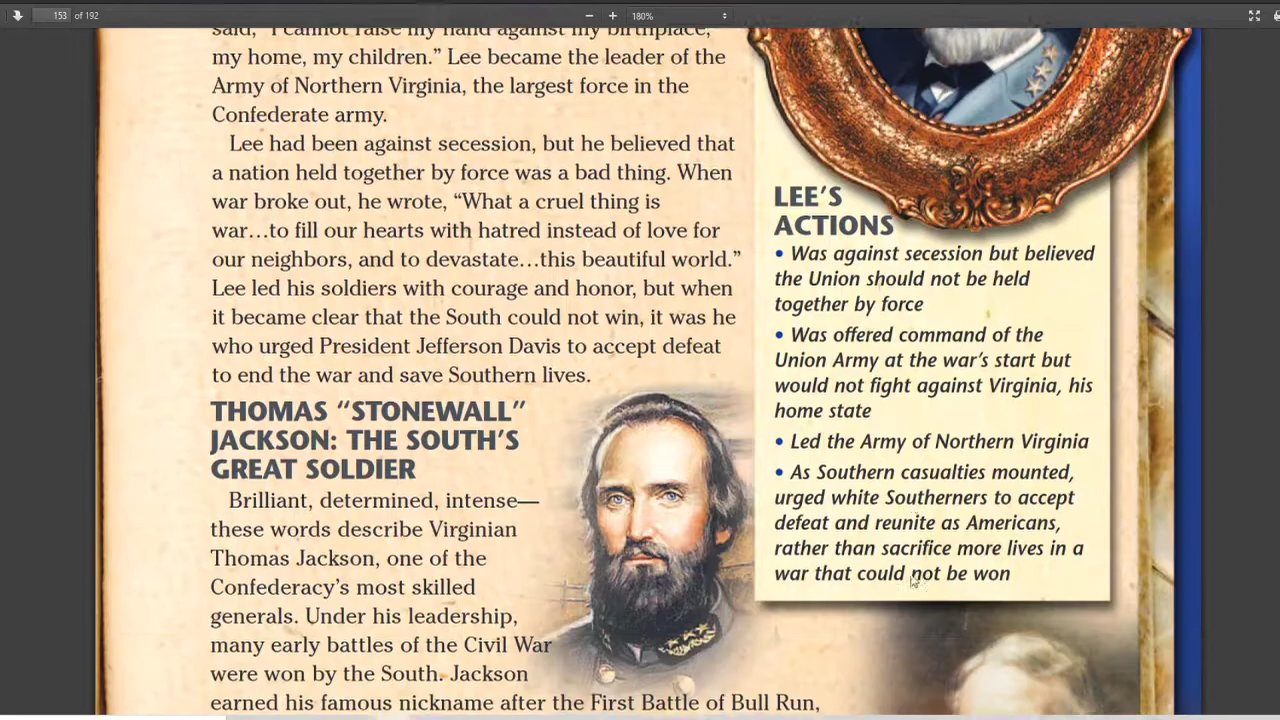 153 of 192
180%
said, "I cannot raise my hand against my birthplace,
my home, my children.” Lee became the leader of the
Army of Northern Virginia, the largest force in the
Confederate army.
Lee had been against secession, but he believed that
a nation held together by force was a bad thing. When
war broke out, he wrote, “What a cruel thing is
war…to fill our hearts with hatred instead of love for
our neighbors, and to devastate…this beautiful world.”
Lee led his soldiers with courage and honor, but when
it became clear that the South could not win, it was he
who urged President Jefferson Davis to accept defeat
to end the war and save Southern lives.
THOMAS “STONEWALL”
JACKSON: THE SOUTH’S
GREAT SOLDIER
Brilliant, determined, intense—
these words describe Virginian
Thomas Jackson, one of the
Confederacy’s most skilled
generals. Under his leadership,
many early battles of the Civil War
were won by the South. Jackson
earned his famous nickname after the First Battle of Bull Run,
LEE’S
ACTIONS
• Was against secession but believed
the Union should not be held
together by force
• Was offered command of the
Union Army at the war’s start but
would not fight against Virginia, his
home state
• Led the Army of Northern Virginia
• As Southern casualties mounted,
urged white Southerners to accept
defeat and reunite as Americans,
rather than sacrifice more lives in a
war that could not be won